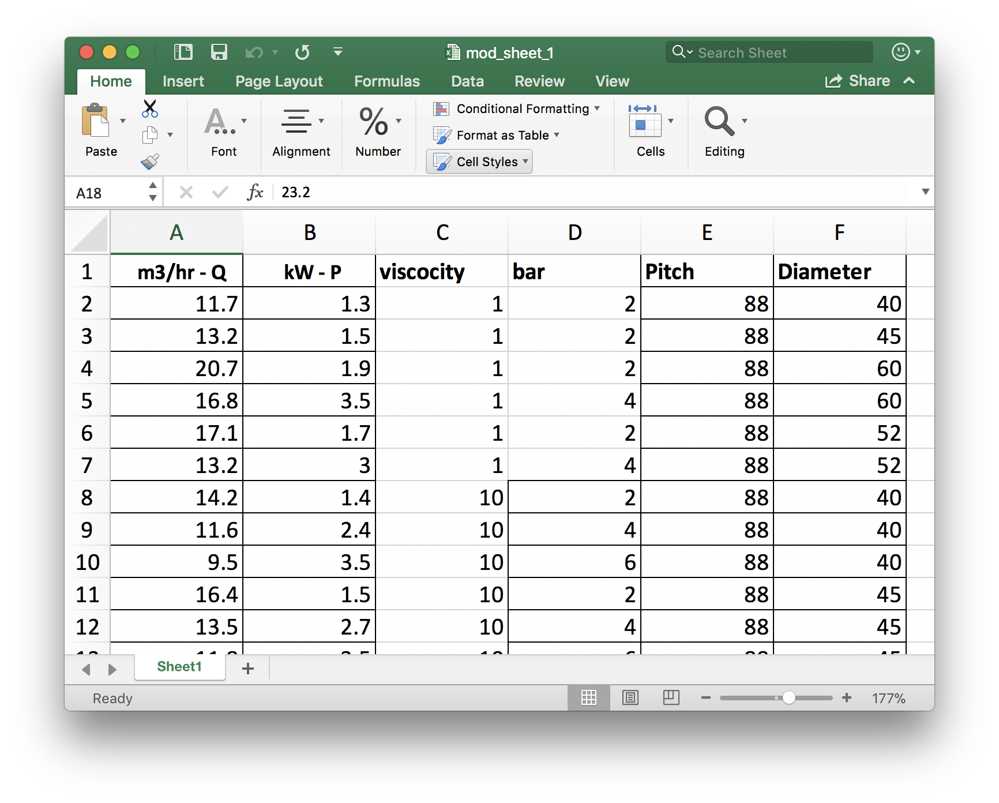 mod_sheet_1
Search Sheet
Home Insert Page Layout Formulas Data Review View Share
Paste Font Alignment % Number Conditional Formatting
Format as Table
Cell Styles
Cells Editing
A18 fx 23.2
A B C D E F
1 m3/hr - Q kW - P viscocity bar Pitch Diameter
2 11.7 1.3 1 2 88 40
3 13.2 1.5 1 2 88 45
4 20.7 1.9 1 2 88 60
5 16.8 3.5 1 4 88 60
6 17.1 1.7 1 2 88 52
7 13.2 3 1 4 88 52
8 14.2 1.4 10 2 88 40
9 11.6 2.4 10 4 88 40
10 9.5 3.5 10 6 88 40
11 16.4 1.5 10 2 88 45
12 13.5 2.7 10 4 88 45
Sheet1 +
Ready 177%